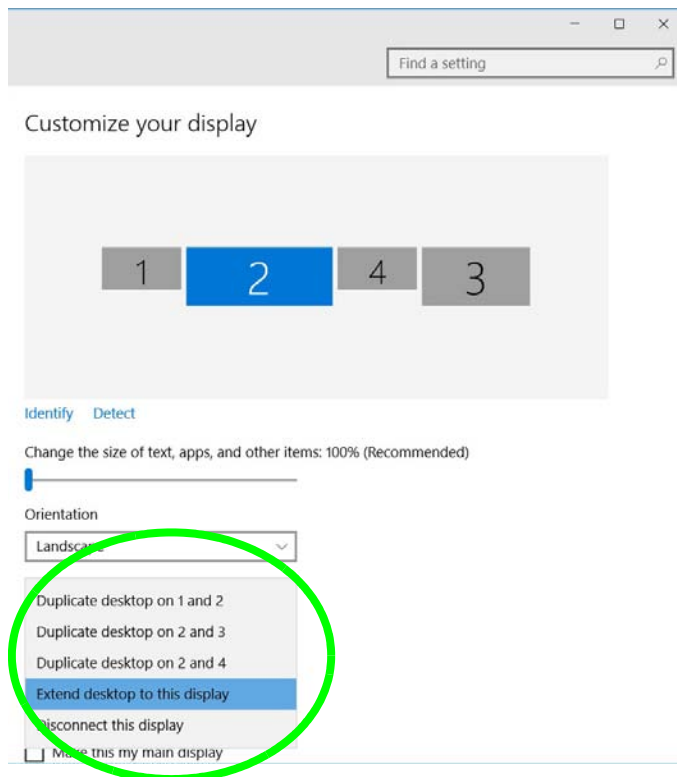 Find a setting
Customize your display
1 2 4 3
Identify Detect
Change the size of text, apps, and other items: 100% (Recommended)
Orientation
Landscape
Duplicate desktop on 1 and 2
Duplicate desktop on 2 and 3
Duplicate desktop on 2 and 4
Extend desktop to this display
Disconnect this display
Make this my main display